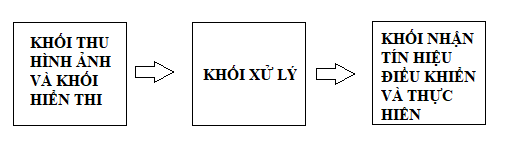 KHỐI THU
HÌNH ẢNH
VÀ KHỐI
HIỂN THI
KHỐI XỬ LÝ
KHỐI NHẬN
TÍN HIỆU
ĐIỀU KHIỂN
VÀ THỰC
HIÊN